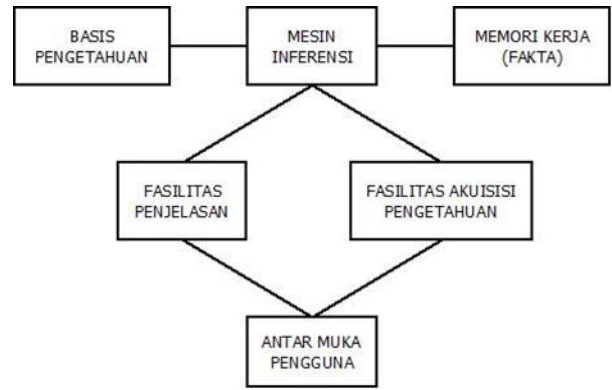 BASIS
PENGETAHUAN
MESIN
INFERENSI
MEMORI KERJA
(FAKTA)
FASILITAS
PENJELASAN
FASILITAS AKUISISI
PENGETAHUAN
ANTAR MUKA
PENGGUNA